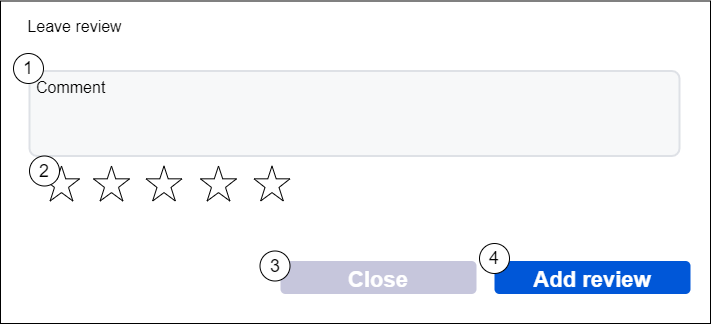 Leave review
1
Comment
2
3 Close
4 Add review